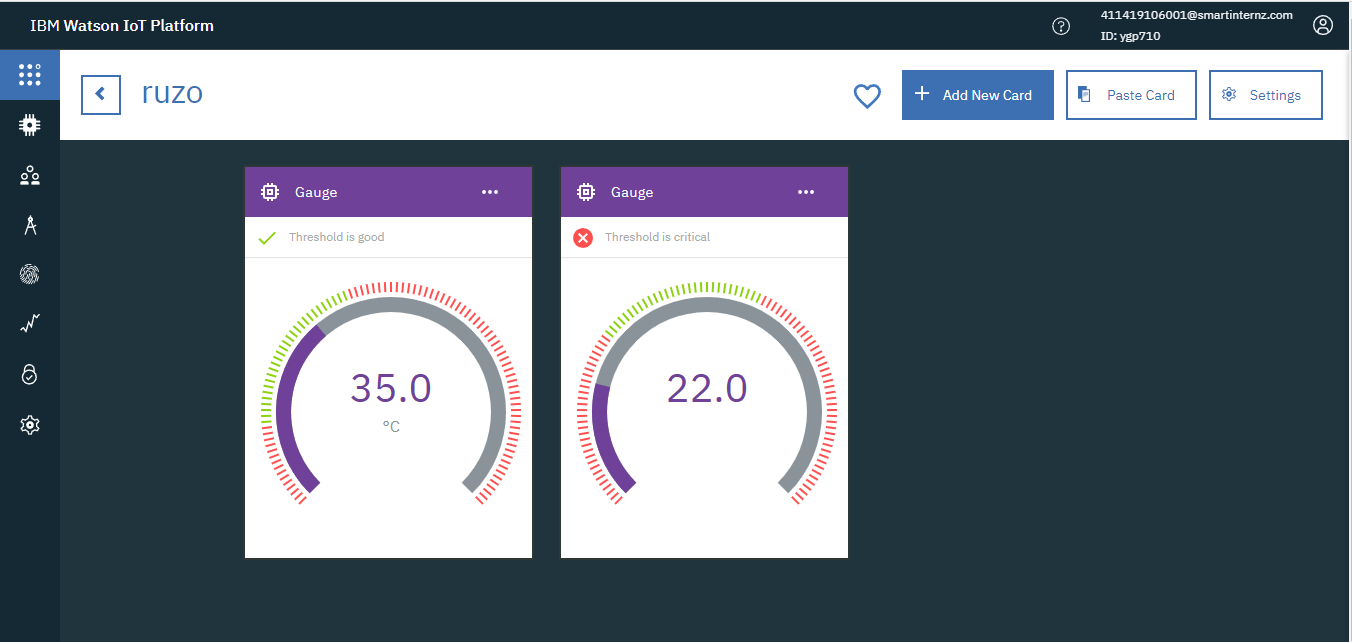 IBM Watson IoT Platform
411419106001@smartinternz.com
ID: ygp710
ruzo
Add New Card
Paste Card
Settings
Gauge
Threshold is good
35.0
°C
Gauge
Threshold is critical
22.0